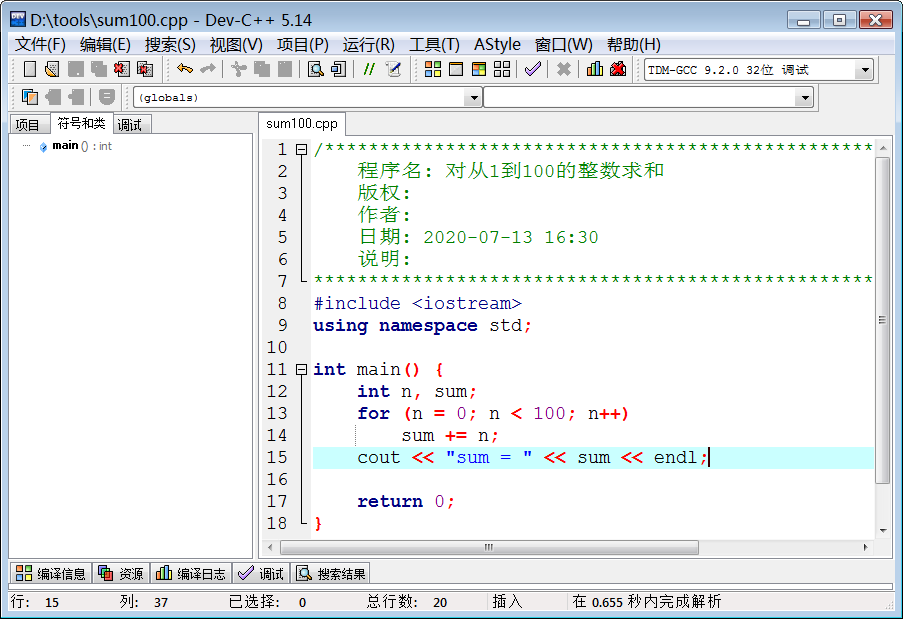 D:\tools\sum100.cpp - Dev-C++ 5.14
文件(F) 编辑(E) 搜索(S) 视图(V) 项目(P) 运行(R) 工具(T) AStyle 窗口(W) 帮助(H)
TDM-GCC 9.2.0 32位 调试
(globals)
项目 符号和类 调试
sum100.cpp
main () : int
1 /**************************************************
2 程序名: 对从1到100的整数求和
3 版权:
4 作者:
5 日期: 2020-07-13 16:30
6 说明:
7 ***************************************************
8 #include <iostream>
9 using namespace std;
10
11 int main() {
12 int n, sum;
13 for (n = 0; n < 100; n++)
14 sum += n;
15 cout << "sum = " << sum << endl;
16
17 return 0;
18 }
编译信息 资源 编译日志 调试 搜索结果
行: 15 列: 37 已选择: 0 总行数: 20 插入 在 0.655 秒内完成解析